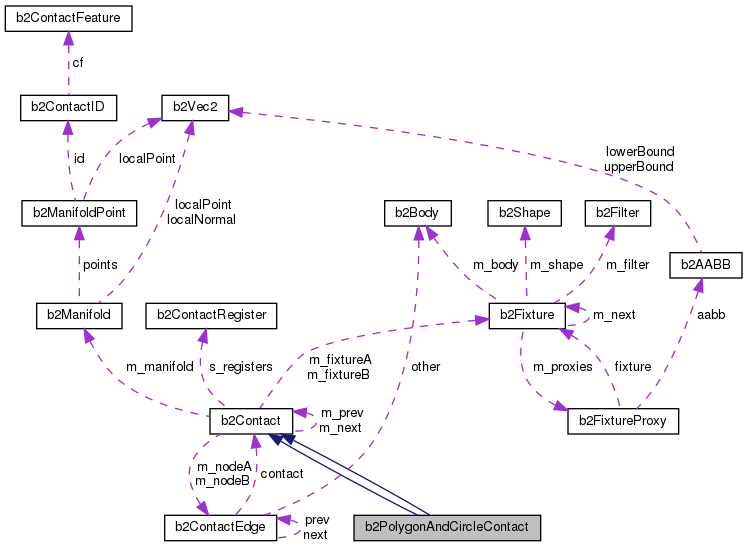 b2ContactFeature
cf
b2ContactID
b2Vec2
id
localPoint
lowerBound
upperBound
b2ManifoldPoint
localPoint
localNormal
b2Body
b2Shape
b2Filter
points
m_body
m_shape
m_filter
b2AABB
b2Manifold
b2ContactRegister
b2Fixture
m_next
aabb
m_manifold
s_registers
m_fixtureA
m_fixtureB
other
m_proxies
fixture
b2Contact
m_prev
m_next
b2FixtureProxy
m_nodeA
m_nodeB
contact
b2ContactEdge
prev
next
b2PolygonAndCircleContact